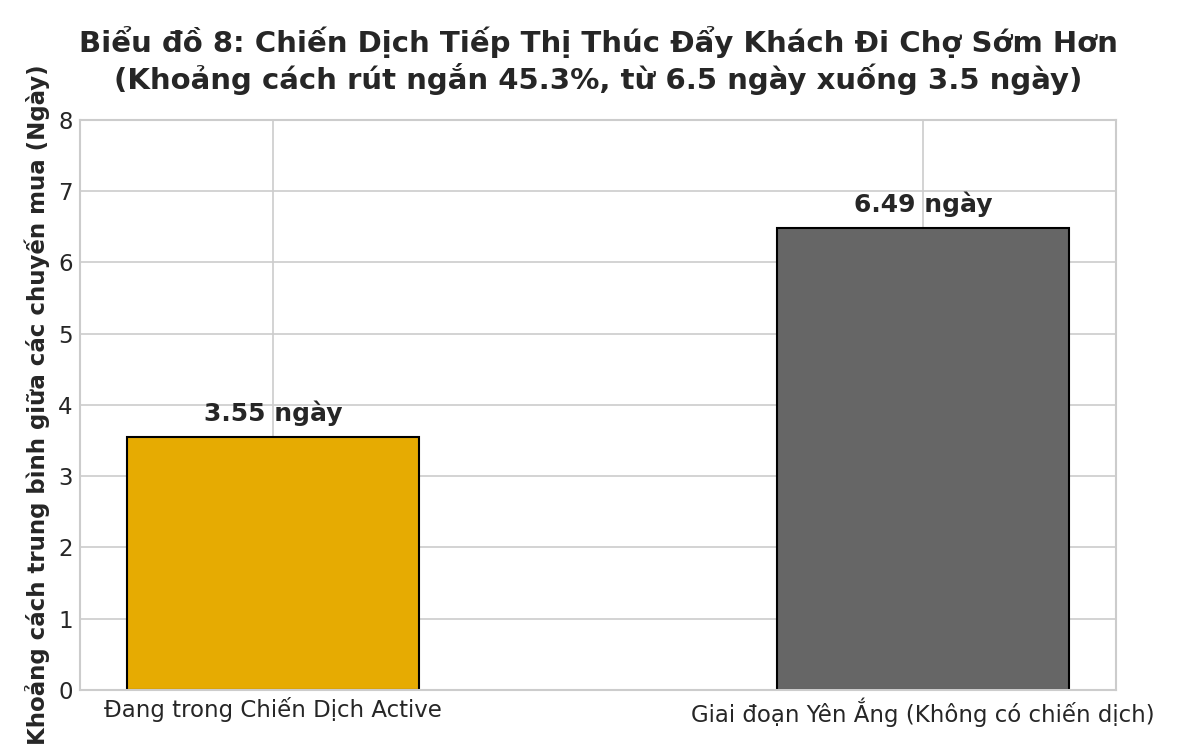 Biểu đồ 8: Chiến Dịch Tiếp Thị Thúc Đẩy Khách Đi Chợ Sớm Hơn
(Khoảng cách rút ngắn 45.3%, từ 6.5 ngày xuống 3.5 ngày)
Khoảng cách trung bình giữa các chuyến mua (Ngày)
8
7
6
5
4
3
2
1
0
3.55 ngày
6.49 ngày
Đang trong Chiến Dịch Active
Giai đoạn Yên Ắng (Không có chiến dịch)